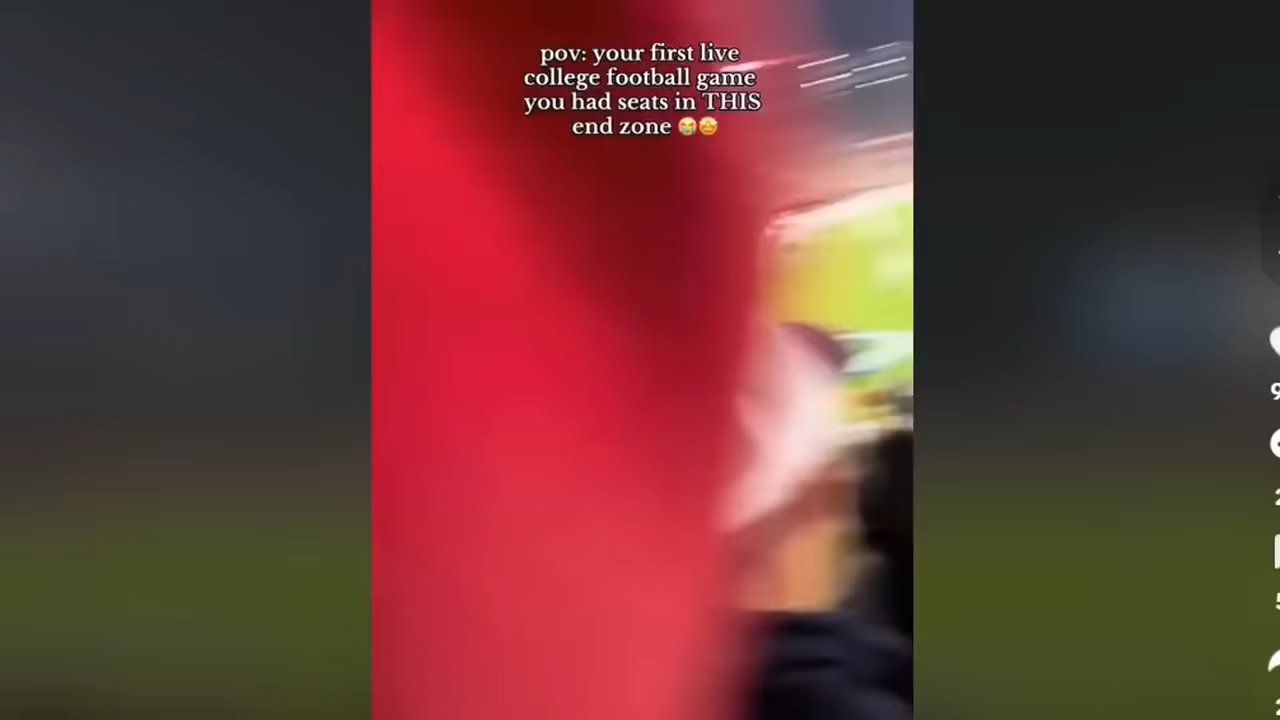 pov: your first live
college football game
you had seats in THIS
end zone 😭🤩